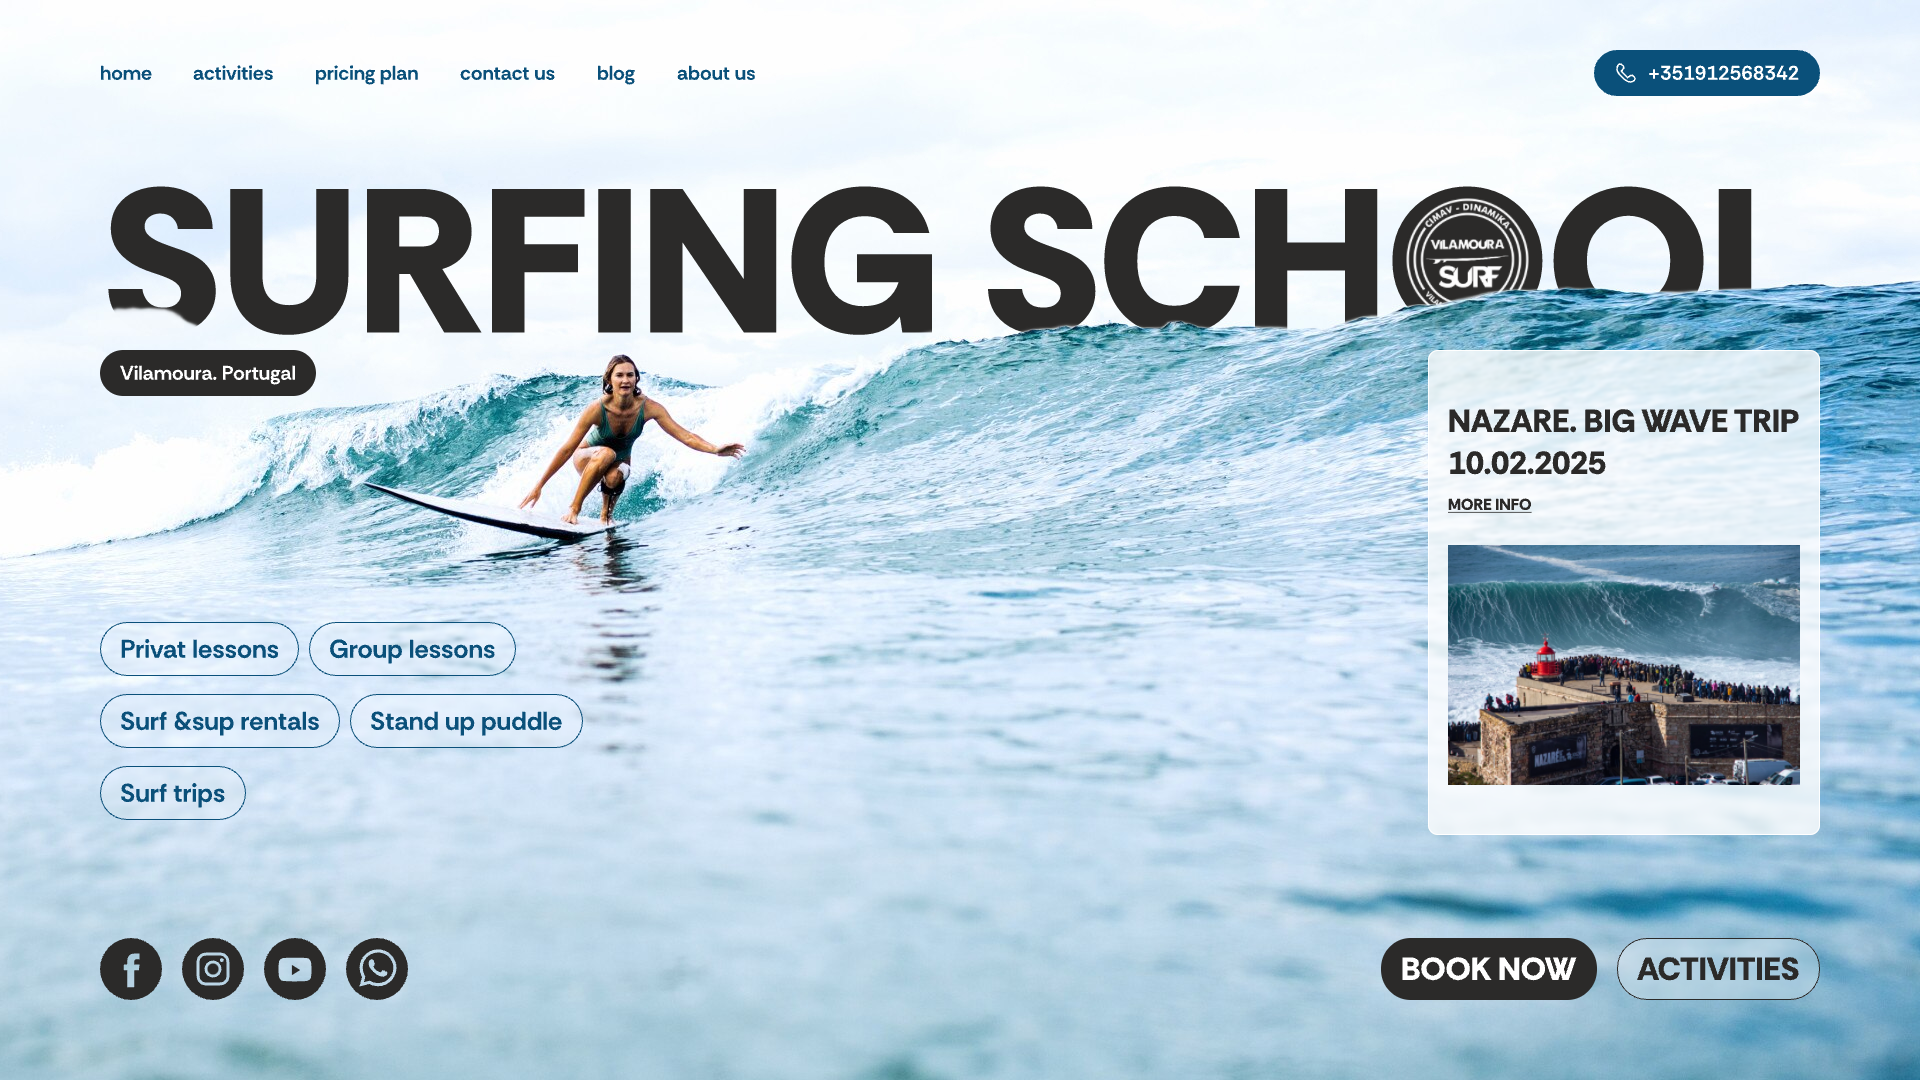 home activities pricing plan contact us blog about us
+351912568342
SURFING SCHOOL
CIMAV - DINAMIKA
VILAMOURA
SURF
Vilamoura. Portugal
NAZARE. BIG WAVE TRIP
10.02.2025
MORE INFO
NAZARÉ
Privat lessons
Group lessons
Surf &sup rentals
Stand up puddle
Surf trips
BOOK NOW
ACTIVITIES